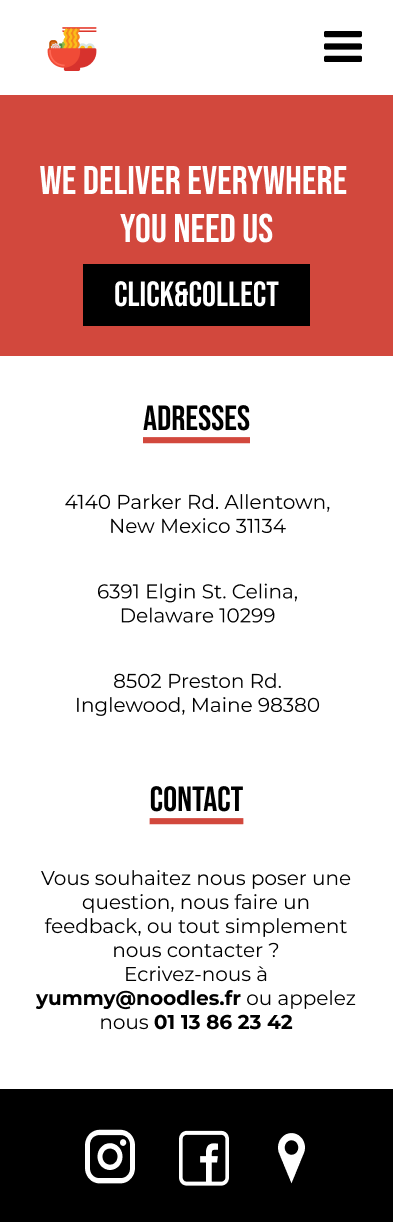 WE DELIVER EVERYWHERE
YOU NEED US
CLICK&COLLECT
ADRESSES
4140 Parker Rd. Allentown,
New Mexico 31134
6391 Elgin St. Celina,
Delaware 10299
8502 Preston Rd.
Inglewood, Maine 98380
CONTACT
Vous souhaitez nous poser une
question, nous faire un
feedback, ou tout simplement
nous contacter ?
Ecrivez-nous à
yummy@noodles.fr ou appelez
nous 01 13 86 23 42